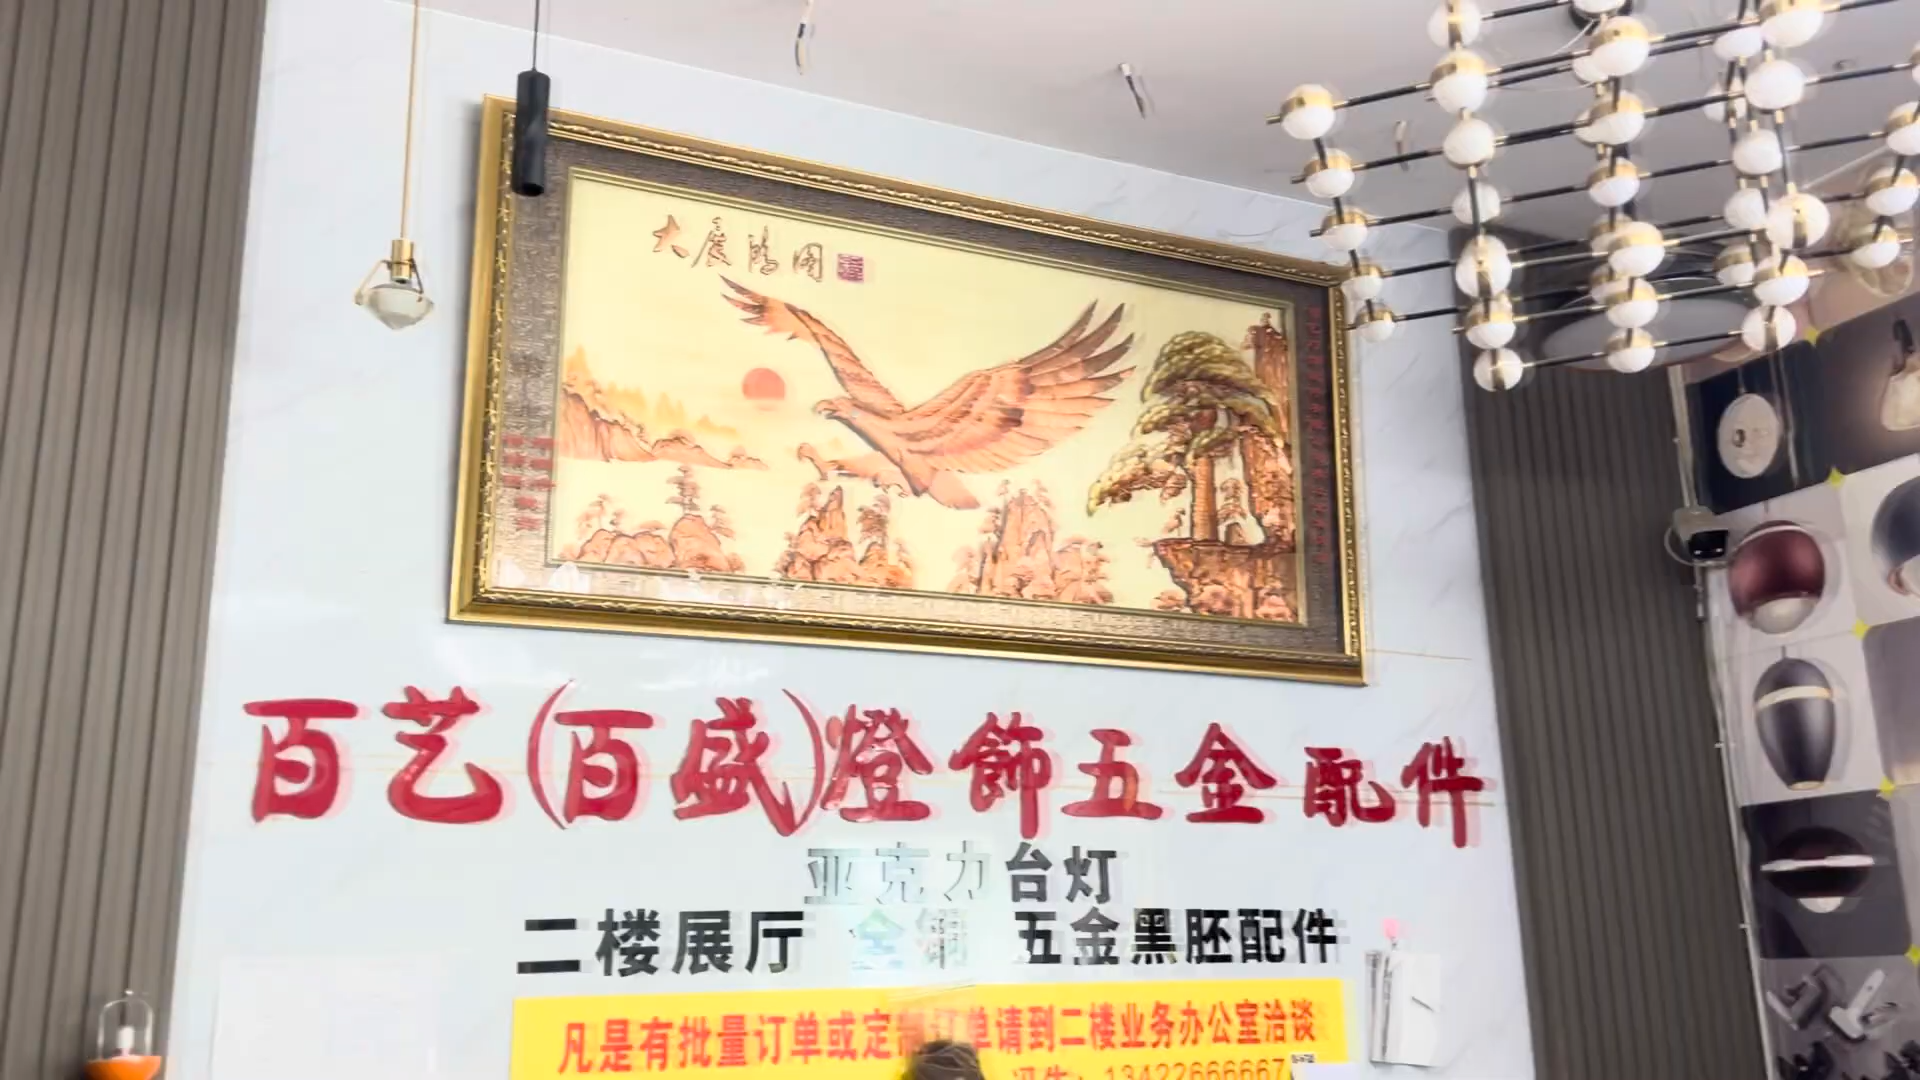 大展鸿图
百艺(百盛)燈飾五金配件
亚克力台灯
二楼展厅 全铜 五金黑胚配件
凡是有批量订单或定制订单请到二楼业务办公室洽谈
13422666667